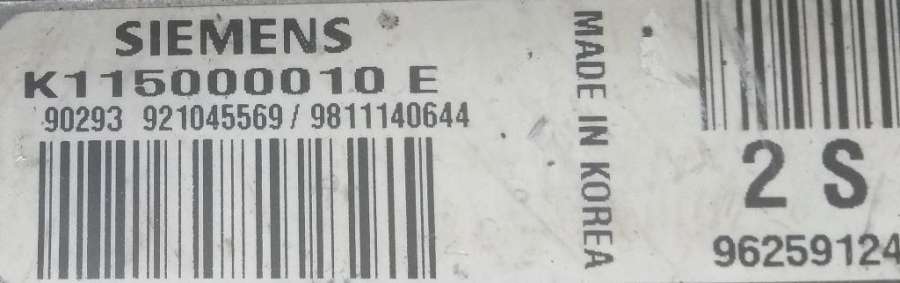 SIEMENS
K115000010 E
90293 921045569 / 9811140644
MADE IN KOREA
2 S
96259124